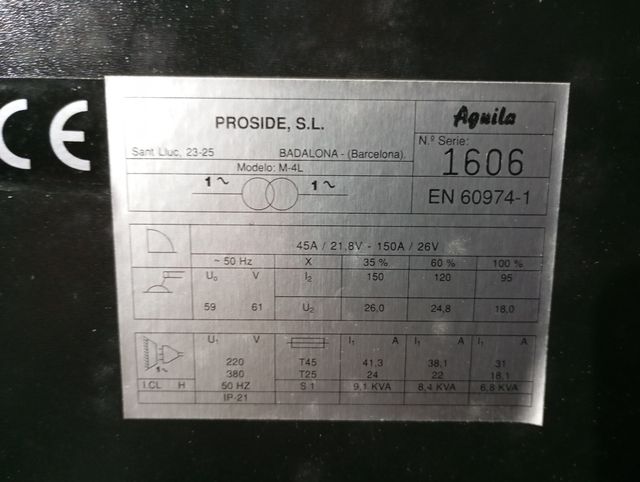 CE
PROSIDE, S.L.
Aguila
Sant Lluc, 23-25 BADALONA - (Barcelona).
N.º Serie:
1606
Modelo: M-4L
1~ 1~
EN 60974-1
45A / 21,8V - 150A / 26V
~ 50 Hz X 35 % 60 % 100 %
U₀ V I₂ 150 120 95
59 61 U₂ 26,0 24,8 18,0
U₁ V I₁ A I₁ A I₁ A
220 T45 41,3 38,1 31
380 T25 24 22 18,1
1~
I.CL H 50 HZ S 1 9,1 KVA 8,4 KVA 6,8 KVA
IP-21